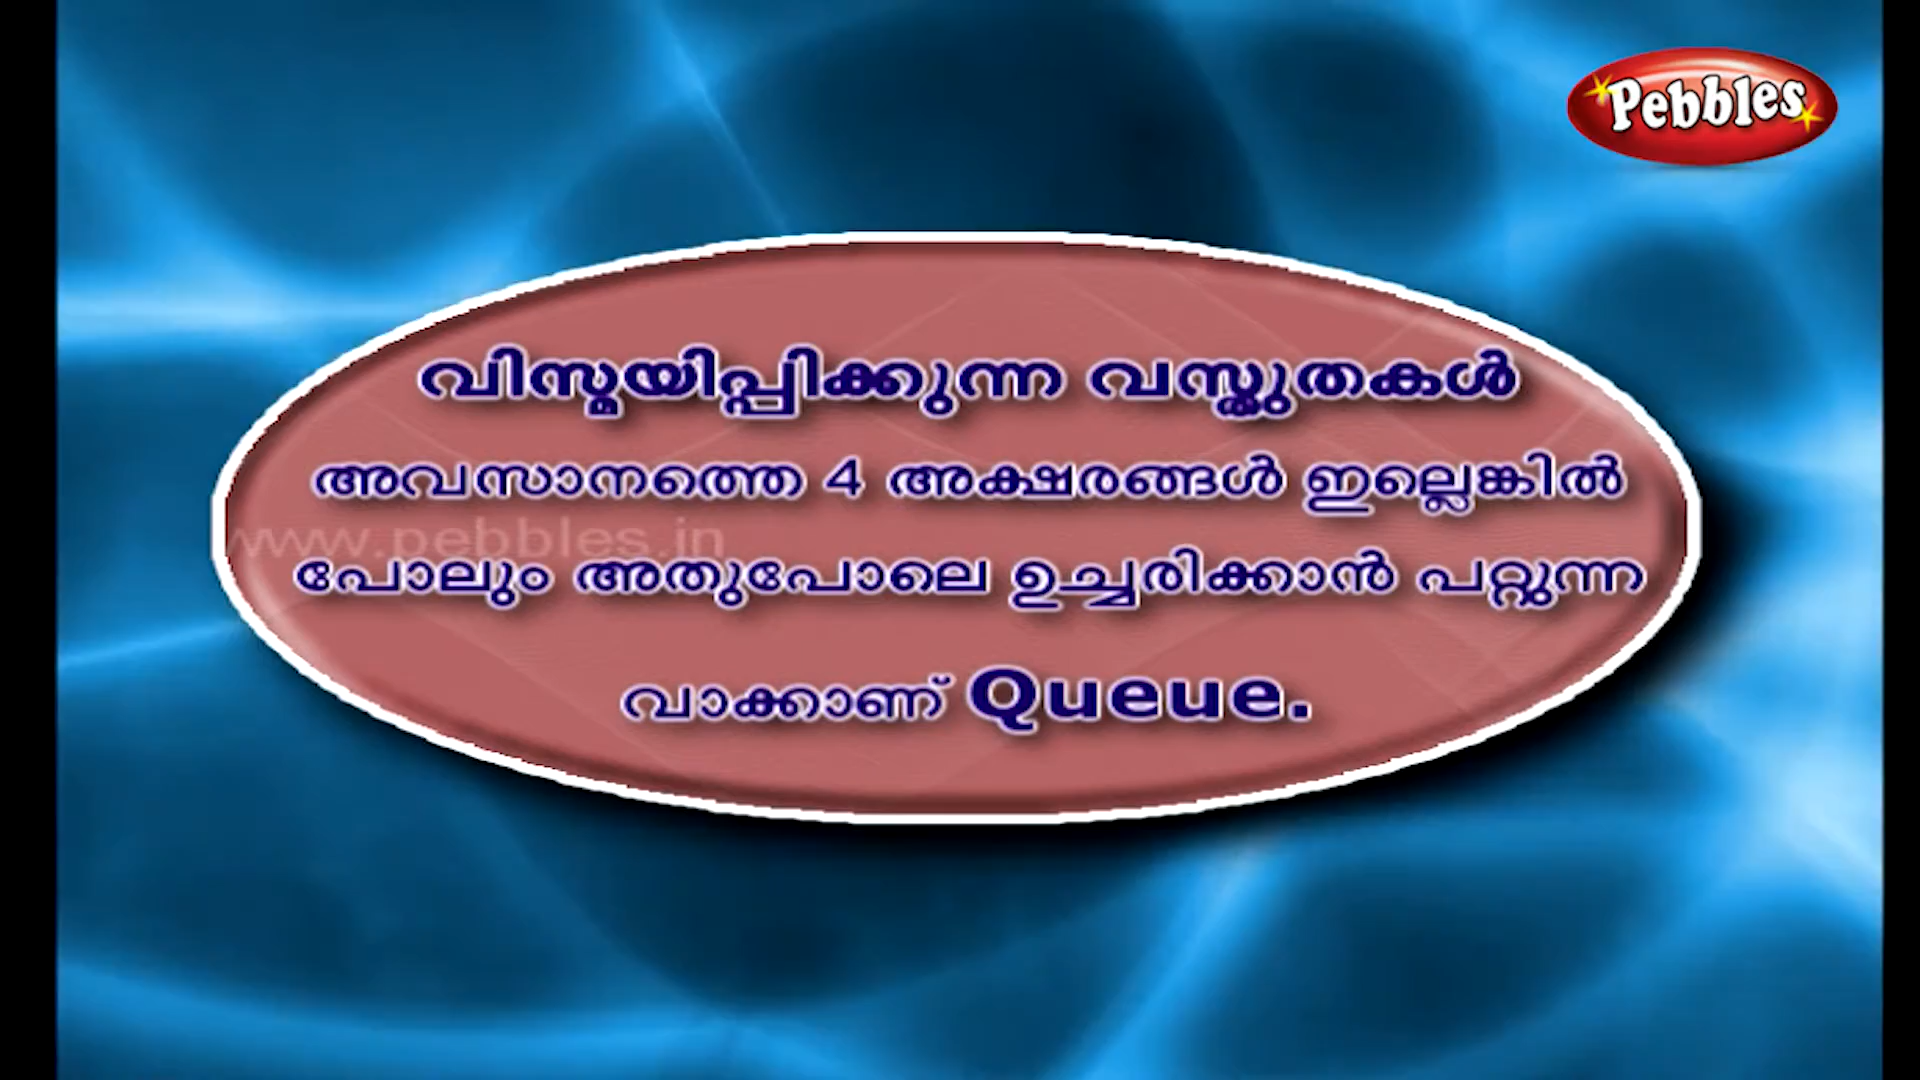 Pebbles
വിസ്മയിപ്പിക്കുന്ന വസ്തുതകൾ
അവസാനത്തെ 4 അക്ഷരങ്ങൾ ഇല്ലെങ്കിൽ
www.pebbles.in
പോലും അതുപോലെ ഉച്ചരിക്കാൻ പറ്റുന്ന
വാക്കാണ് Queue.